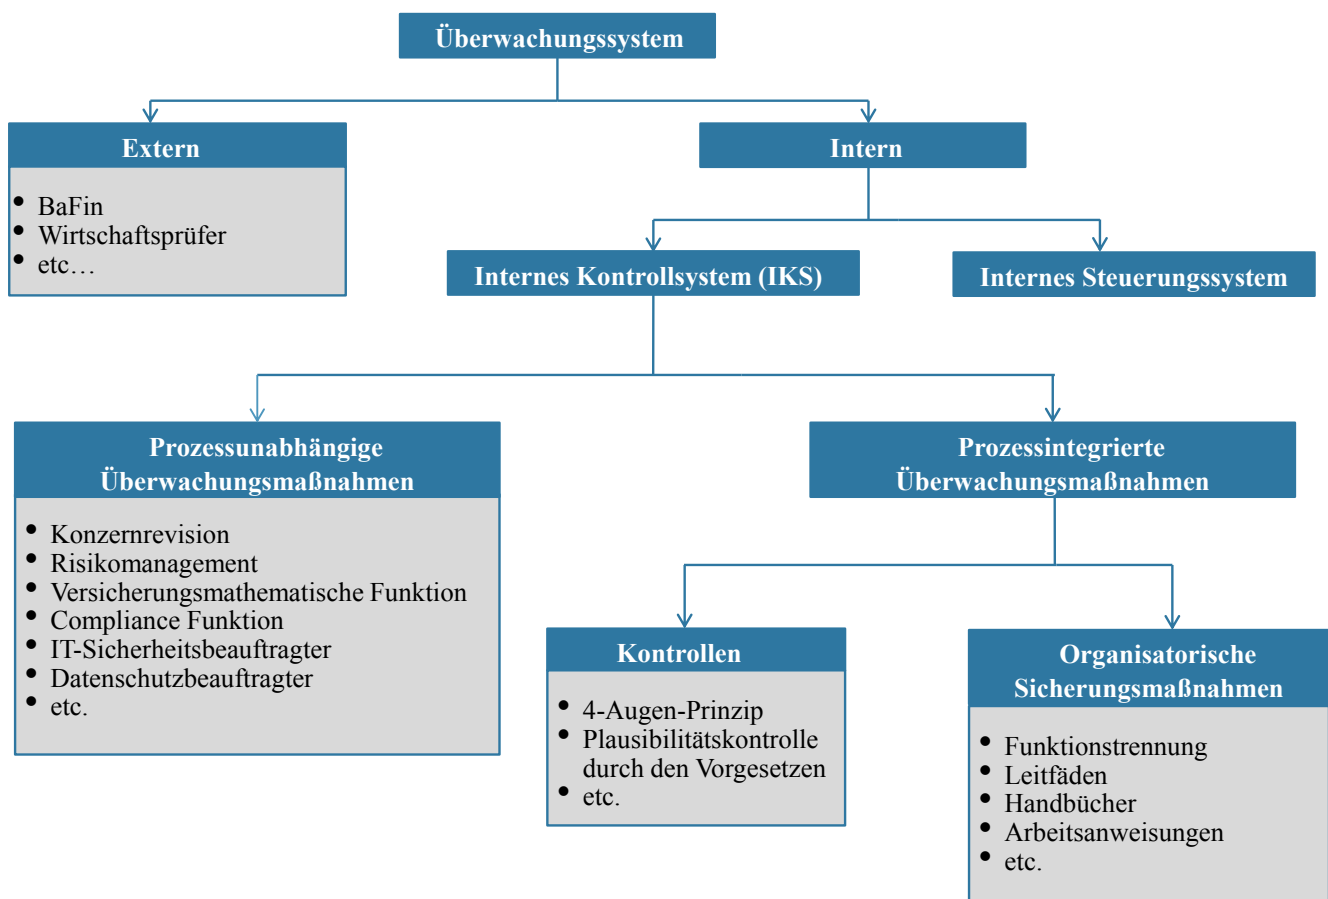 Überwachungssystem
Extern
• BaFin
• Wirtschaftsprüfer
• etc…
Intern
Internes Kontrollsystem (IKS)
Internes Steuerungssystem
Prozessunabhängige
Überwachungsmaßnahmen
• Konzernrevision
• Risikomanagement
• Versicherungsmathematische Funktion
• Compliance Funktion
• IT-Sicherheitsbeauftragter
• Datenschutzbeauftragter
• etc.
Prozessintegrierte
Überwachungsmaßnahmen
Kontrollen
• 4-Augen-Prinzip
• Plausibilitätskontrolle
durch den Vorgesetzen
• etc.
Organisatorische
Sicherungsmaßnahmen
• Funktionstrennung
• Leitfäden
• Handbücher
• Arbeitsanweisungen
• etc.